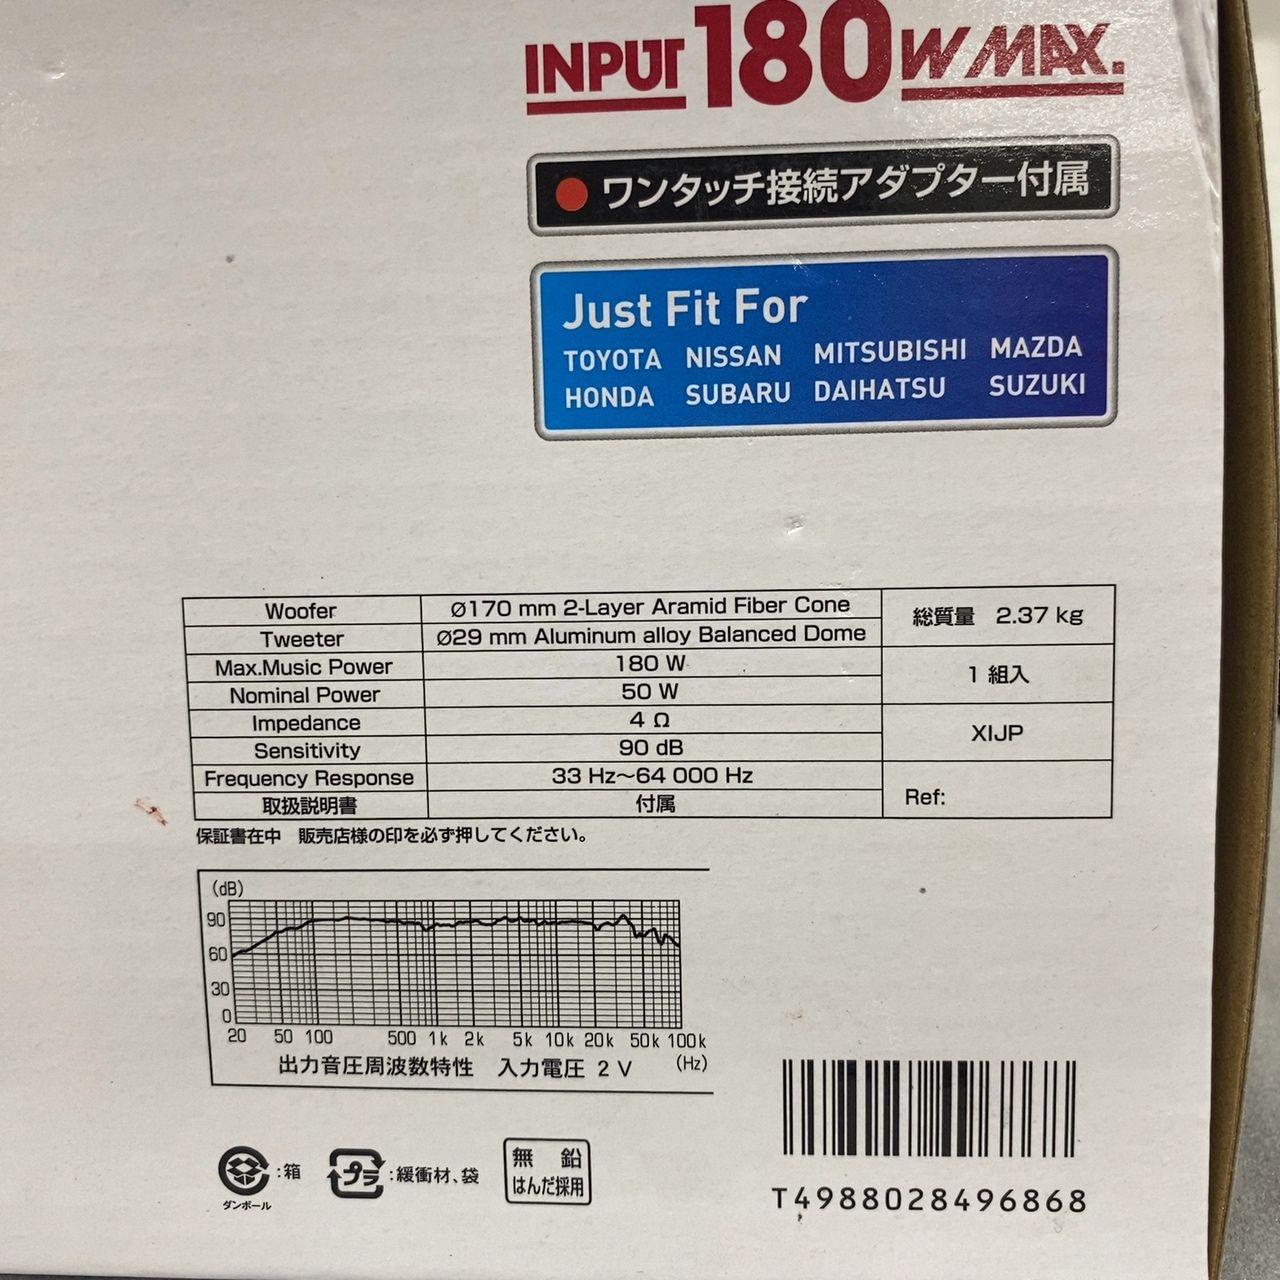 INPUT 180W MAX.
ワンタッチ接続アダプター付属
Just Fit For
TOYOTA NISSAN MITSUBISHI MAZDA
HONDA SUBARU DAIHATSU SUZUKI
Woofer Ø170 mm 2-Layer Aramid Fiber Cone 総質量 2.37 kg
Tweeter Ø29 mm Aluminum alloy Balanced Dome
Max.Music Power 180 W 1 組入
Nominal Power 50 W
Impedance 4 Ω XIJP
Sensitivity 90 dB
Frequency Response 33 Hz～64 000 Hz Ref:
取扱説明書 付属
保証書在中 販売店様の印を必ず押してください。
(dB)
90
60
30
0
20 50 100 500 1k 2k 5k 10k 20k 50k 100k
出力音圧周波数特性 入力電圧 2 V (Hz)
:箱
ダンボール
プラ :緩衝材、袋
無 鉛
はんだ採用
T4988028496868